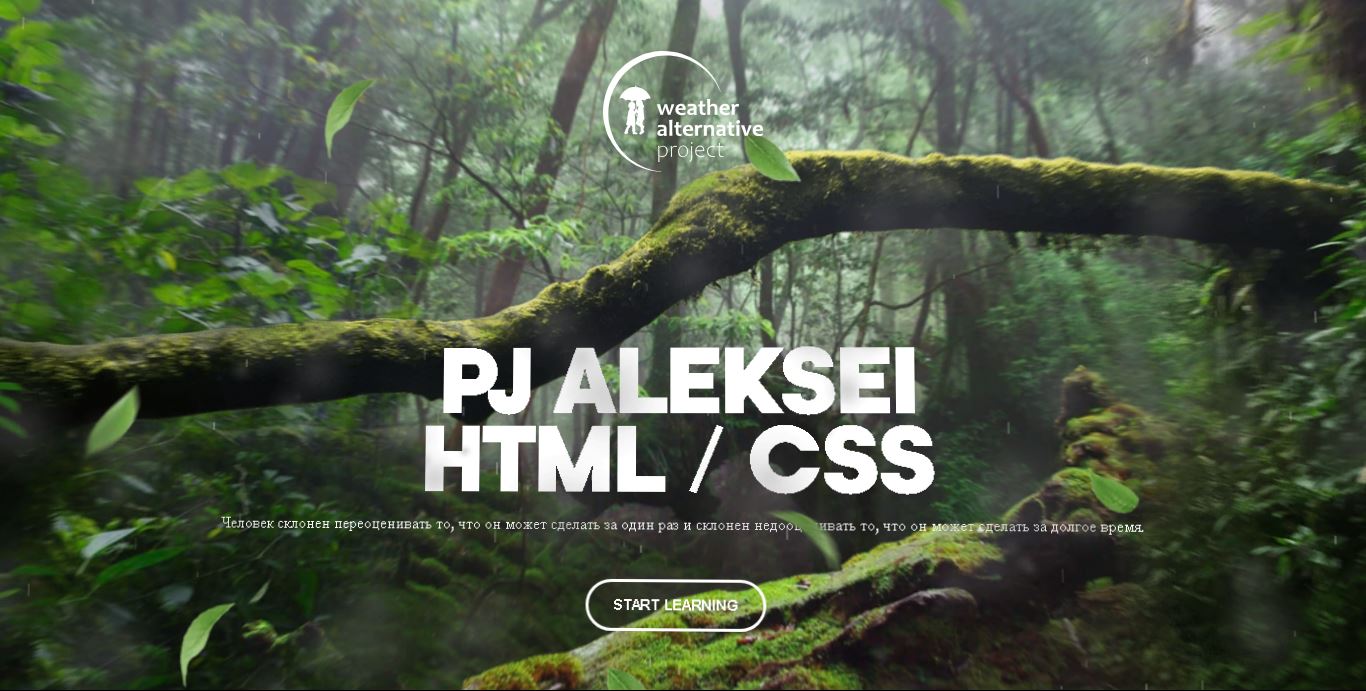 weather
alternative
project
PJ ALEKSEI
HTML / CSS
Человек склонен переоценивать то, что он может сделать за один раз и склонен недооценивать то, что он может сделать за долгое время.
START LEARNING